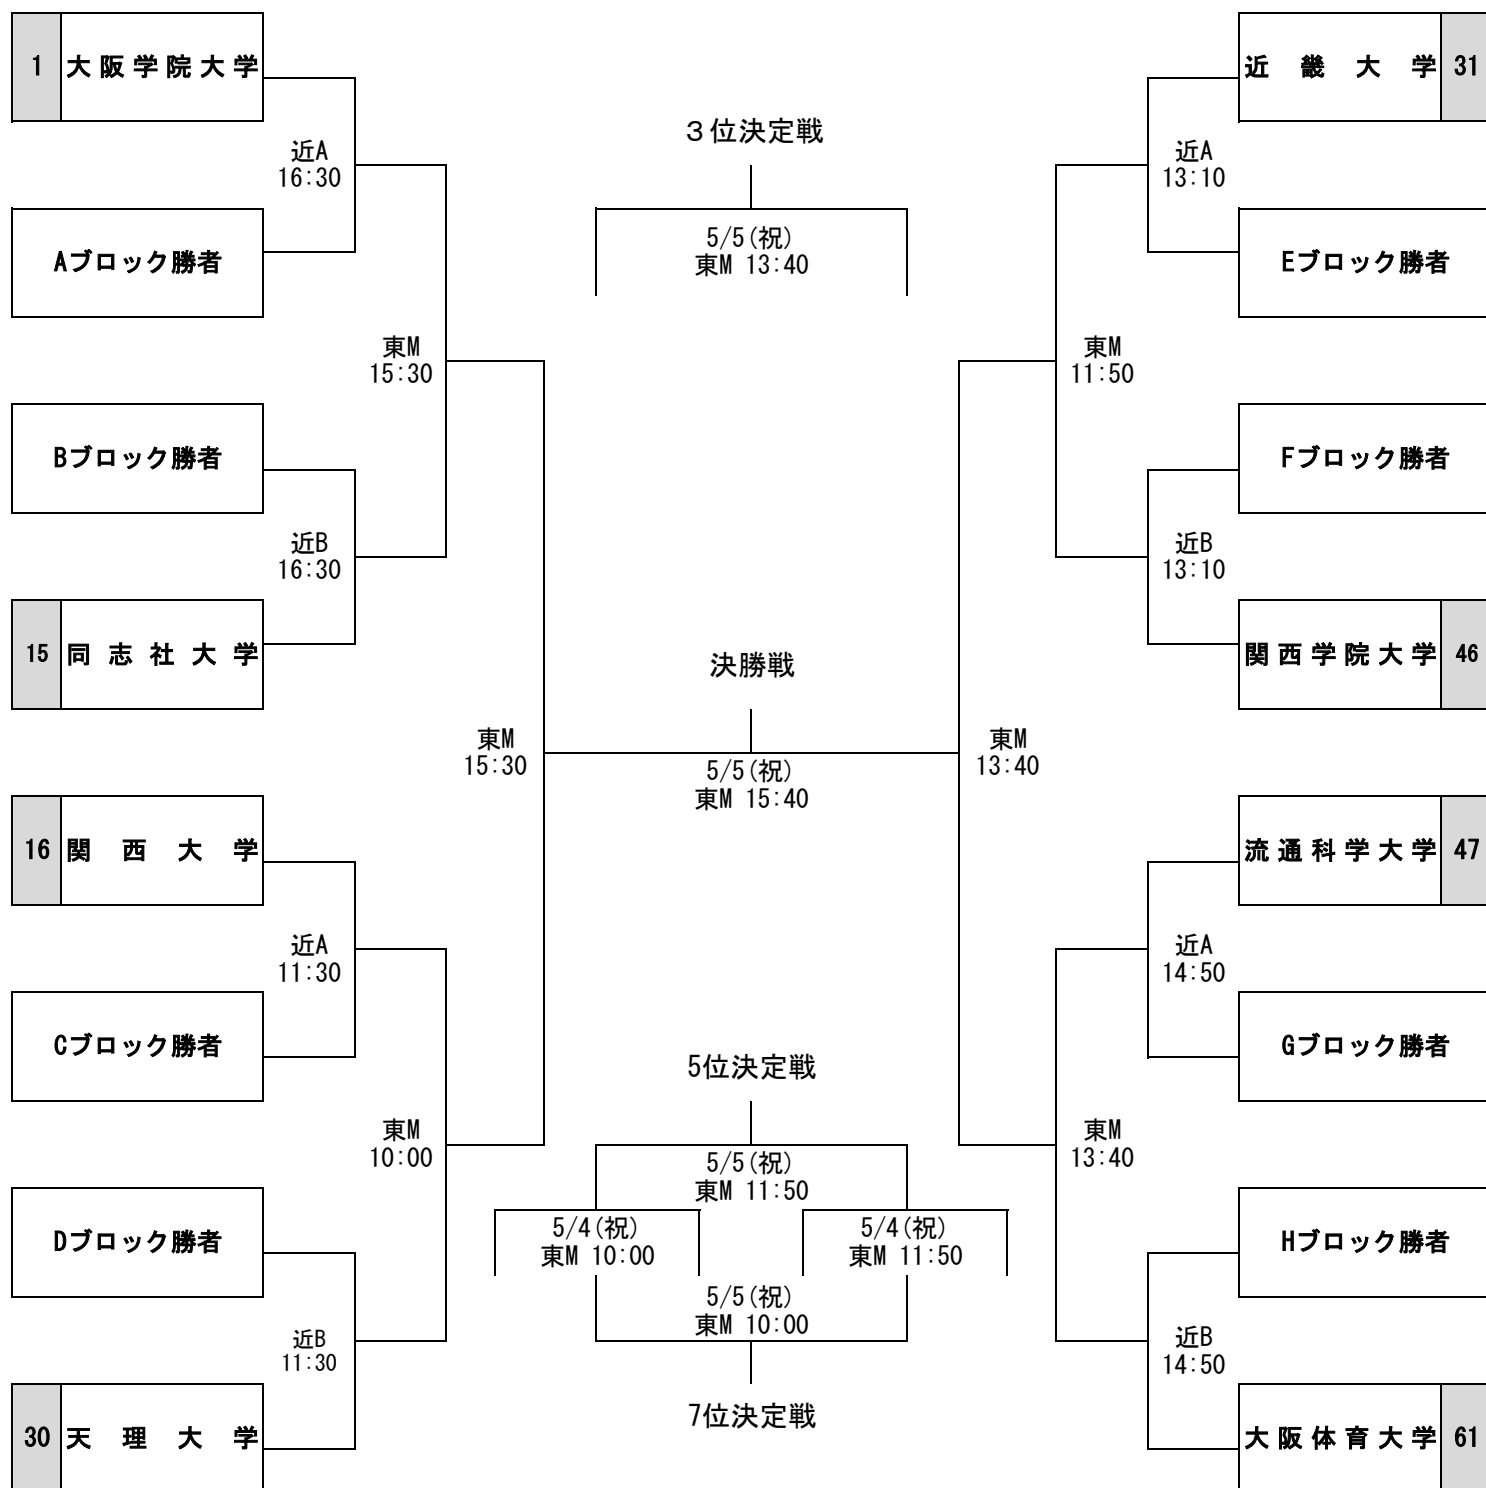 1 大阪学院大学
近A
16:30
Aブロック勝者
東M
15:30
Bブロック勝者
近B
16:30
15 同志社大学
東M
15:30
16 関西大学
近A
11:30
Cブロック勝者
東M
10:00
Dブロック勝者
近B
11:30
30 天理大学
３位決定戦
5/5(祝)
東M 13:40
決勝戦
5/5(祝)
東M 15:40
5位決定戦
5/5(祝)
東M 11:50
5/4(祝)
東M 10:00
5/4(祝)
東M 11:50
5/5(祝)
東M 10:00
7位決定戦
近畿大学 31
近A
13:10
Eブロック勝者
東M
11:50
Fブロック勝者
近B
13:10
関西学院大学 46
東M
13:40
流通科学大学 47
近A
14:50
Gブロック勝者
東M
13:40
Hブロック勝者
近B
14:50
大阪体育大学 61